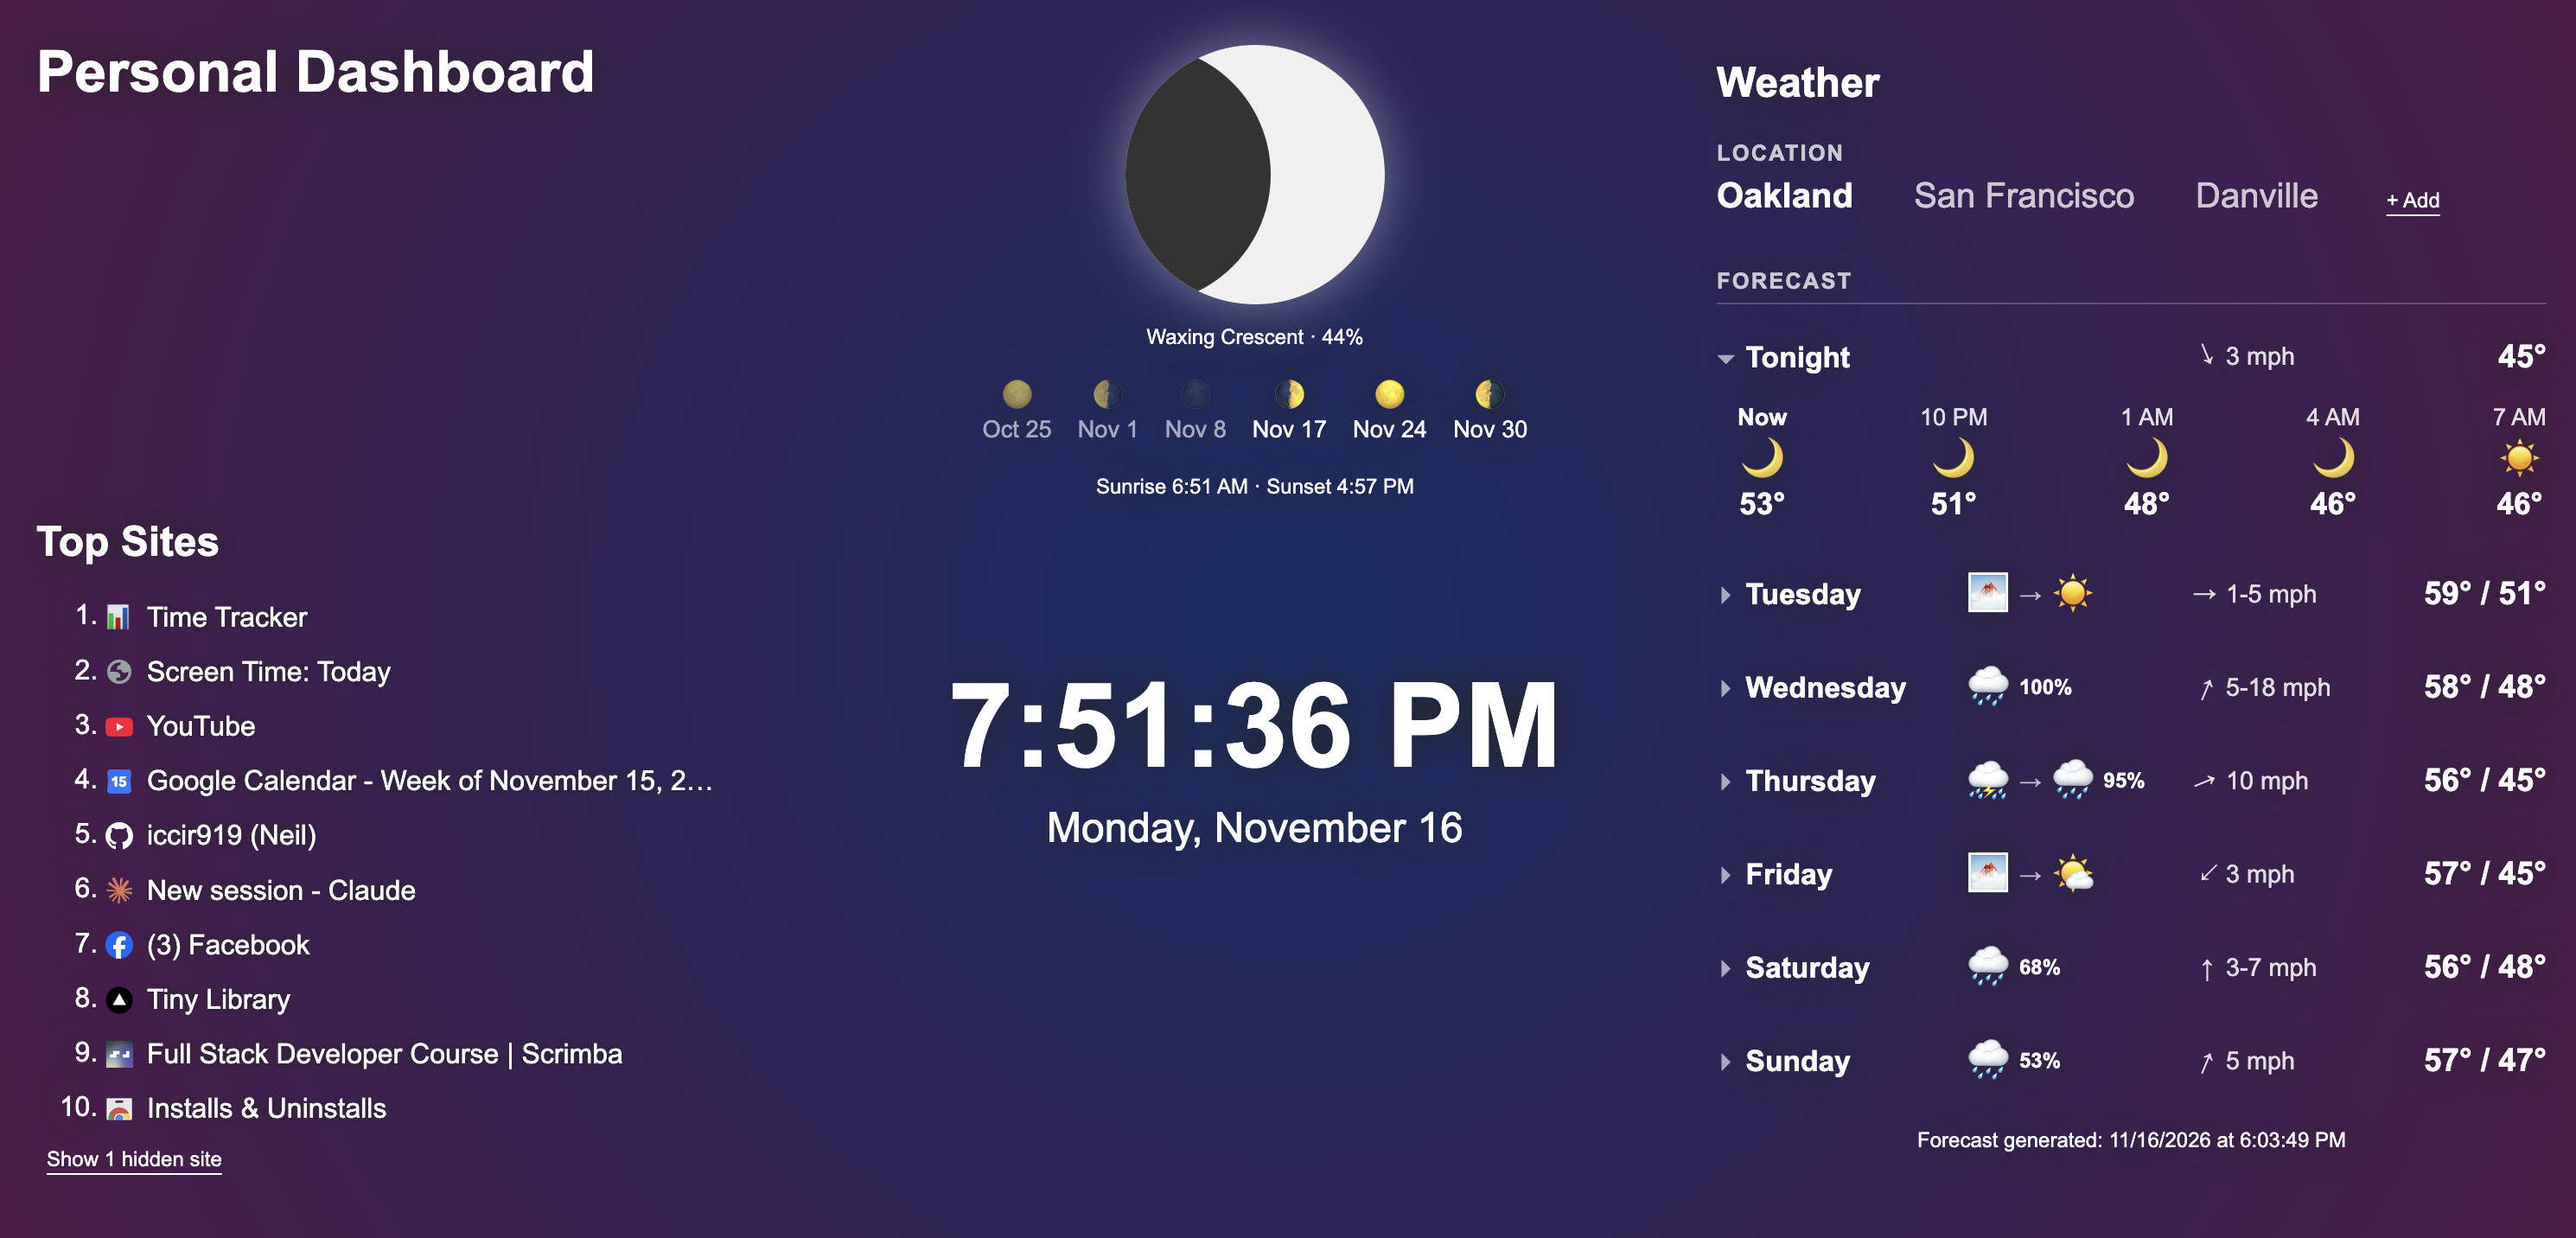 Personal Dashboard
Top Sites
1. Time Tracker
2. Screen Time: Today
3. YouTube
4. 15 Google Calendar - Week of November 15, 2…
5. iccir919 (Neil)
6. New session - Claude
7. (3) Facebook
8. Tiny Library
9. Full Stack Developer Course | Scrimba
10. Installs & Uninstalls
Show 1 hidden site
Waxing Crescent · 44%
Oct 25 Nov 1 Nov 8 Nov 17 Nov 24 Nov 30
Sunrise 6:51 AM · Sunset 4:57 PM
7:51:36 PM
Monday, November 16
Weather
LOCATION
Oakland San Francisco Danville + Add
FORECAST
Tonight ↘ 3 mph 45°
Now 10 PM 1 AM 4 AM 7 AM
53° 51° 48° 46° 46°
Tuesday → → 1-5 mph 59° / 51°
Wednesday 100% ↗ 5-18 mph 58° / 48°
Thursday → 95% ↗ 10 mph 56° / 45°
Friday → ↙ 3 mph 57° / 45°
Saturday 68% ↑ 3-7 mph 56° / 48°
Sunday 53% ↗ 5 mph 57° / 47°
Forecast generated: 11/16/2026 at 6:03:49 PM